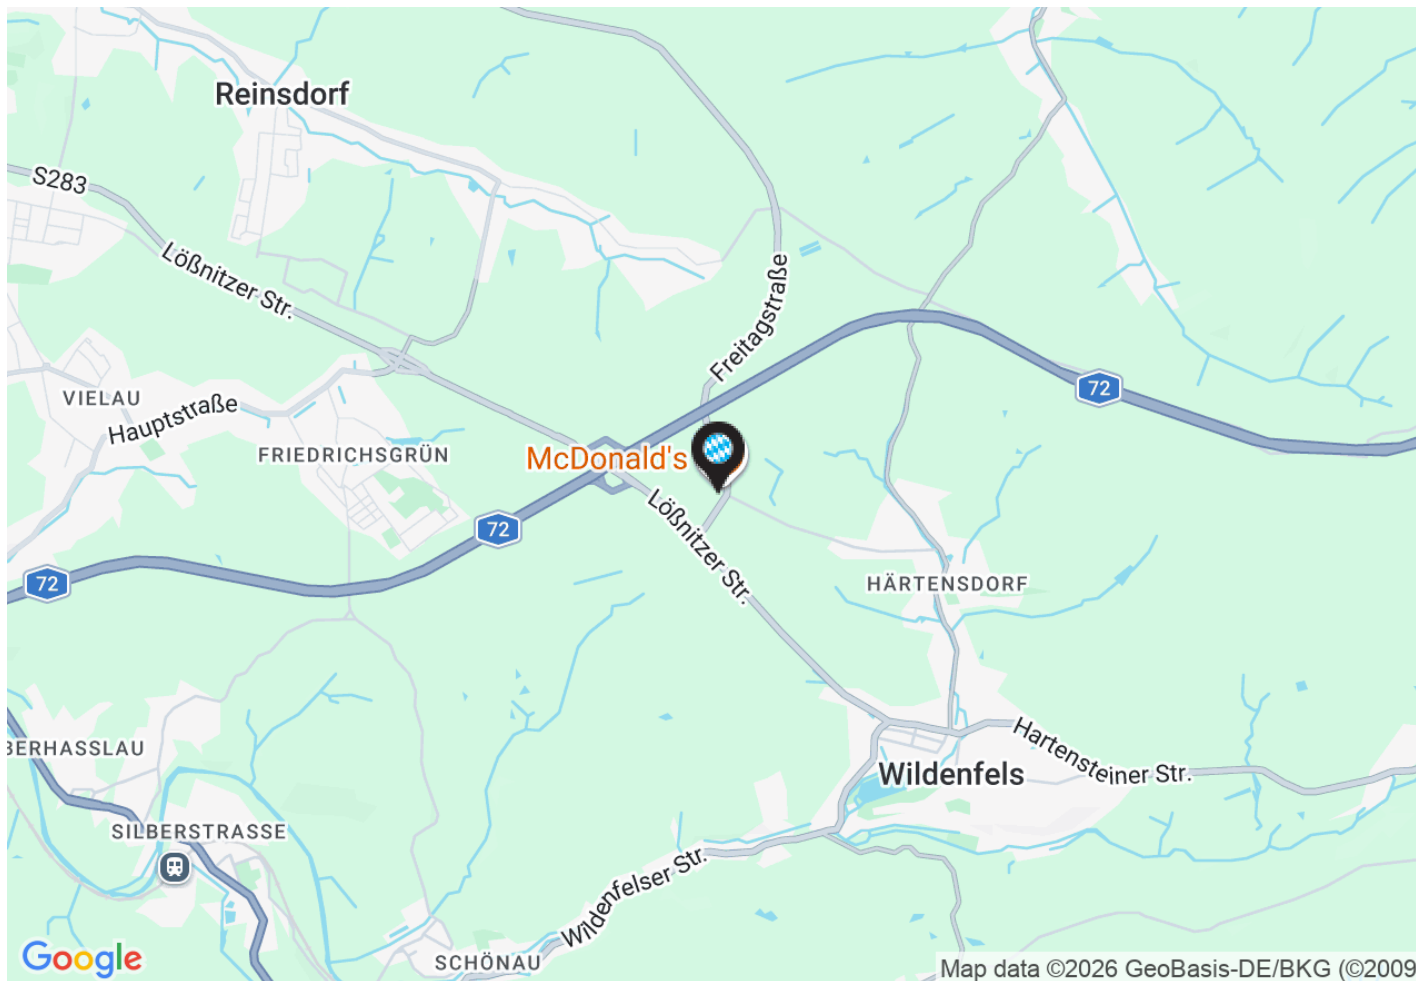 Reinsdorf
S283
Lößnitzer Str.
Freitagstraße
VIELAU
Hauptstraße
FRIEDRICHSGRÜN
McDonald's
72
72
72
Lößnitzer Str.
HÄRTENSDORF
BERHASSLAU
Hartensteiner Str.
Wildenfels
SILBERSTRASSE
Wildenfelser Str.
SCHÖNAU
Google
Map data ©2026 GeoBasis-DE/BKG (©2009